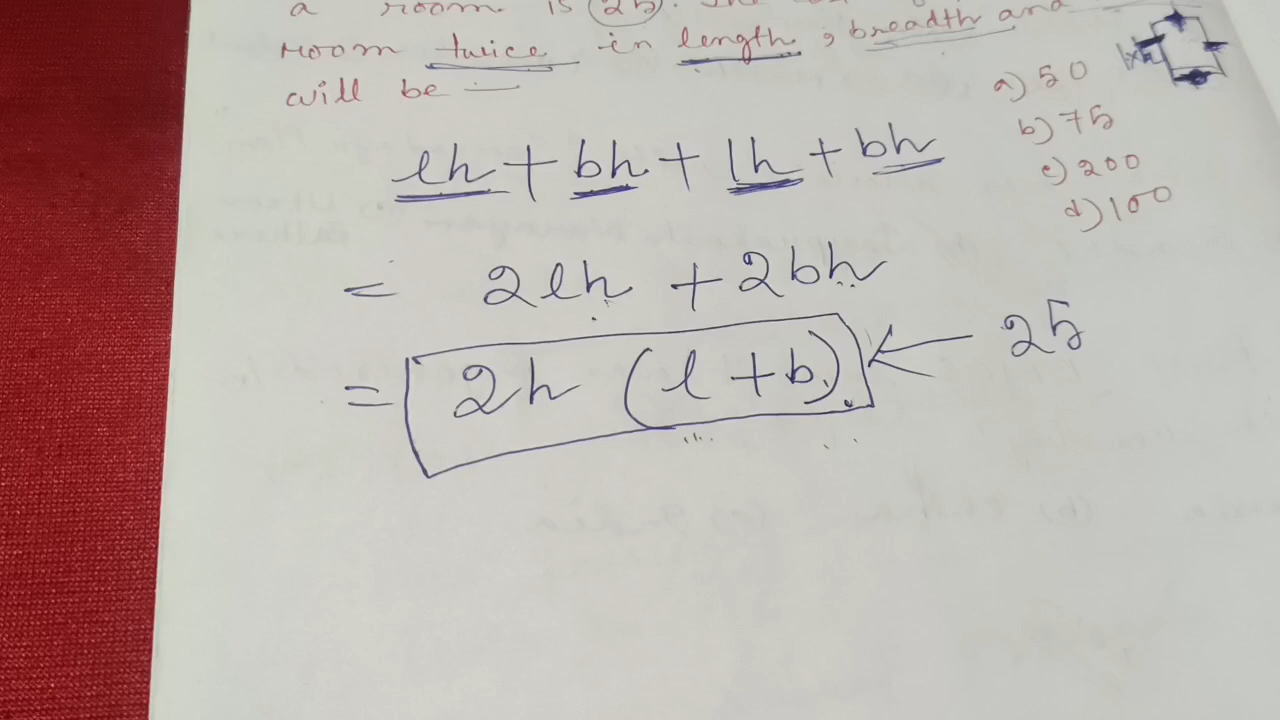 a room is 25. The
room twice in length, breadth and
will be :-
a) 50
b) 75
c) 200
d) 100
lh + bh + lh + bh
= 2lh + 2bh
= 2h (l + b) ← 25